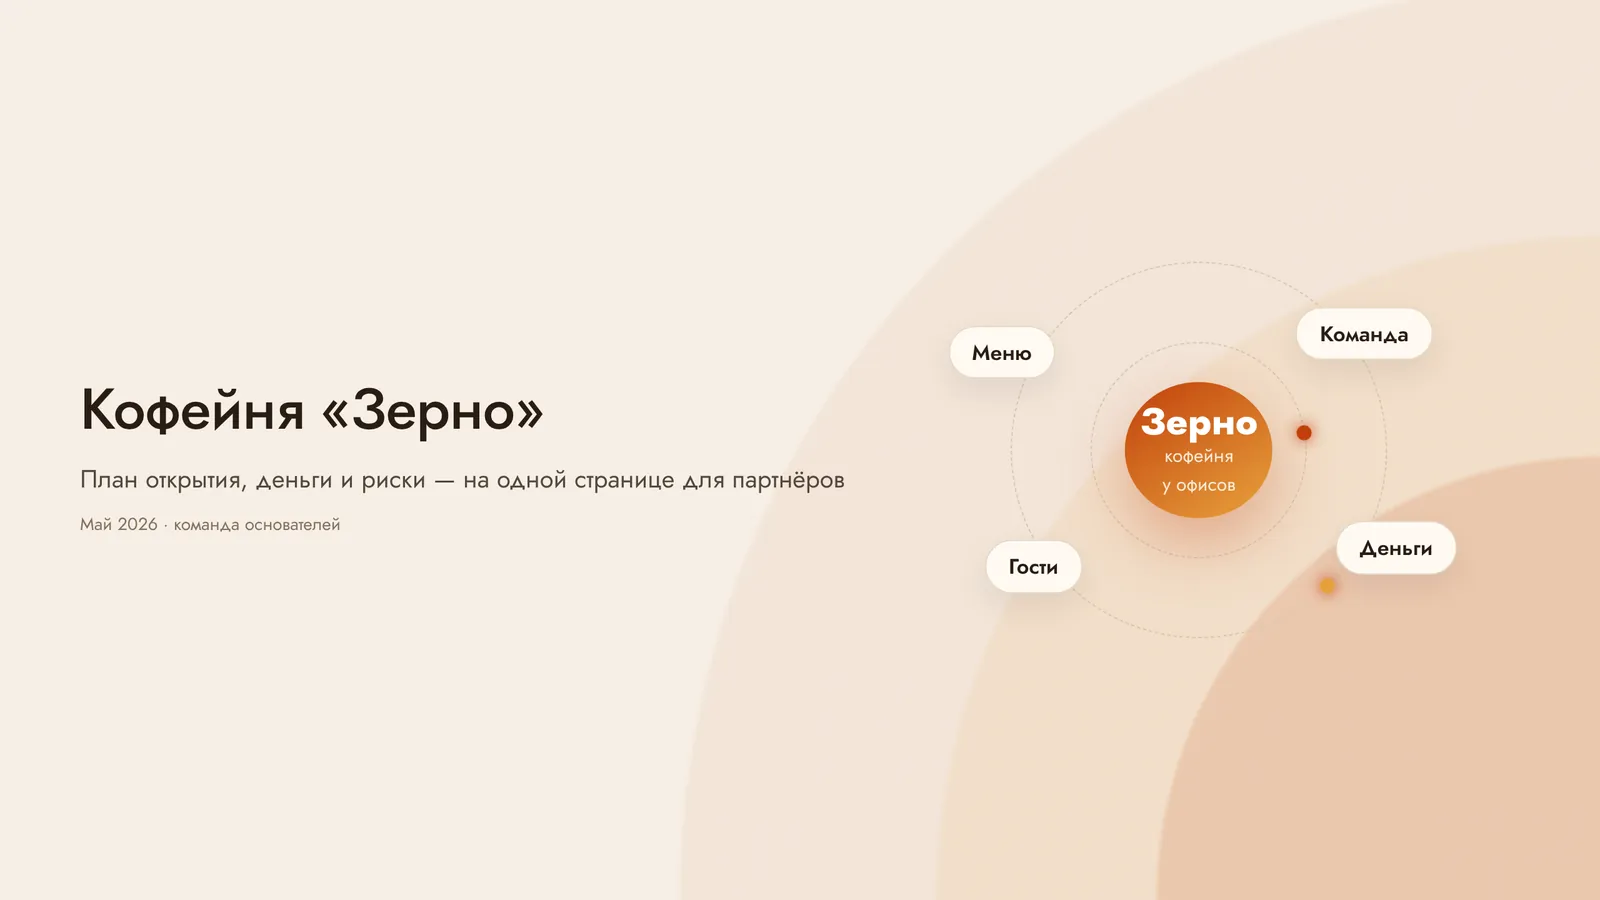 Кофейня «Зерно»
План открытия, деньги и риски — на одной странице для партнёров
Май 2026 · команда основателей
Меню
Команда
Зерно
кофейня
у офисов
Гости
Деньги